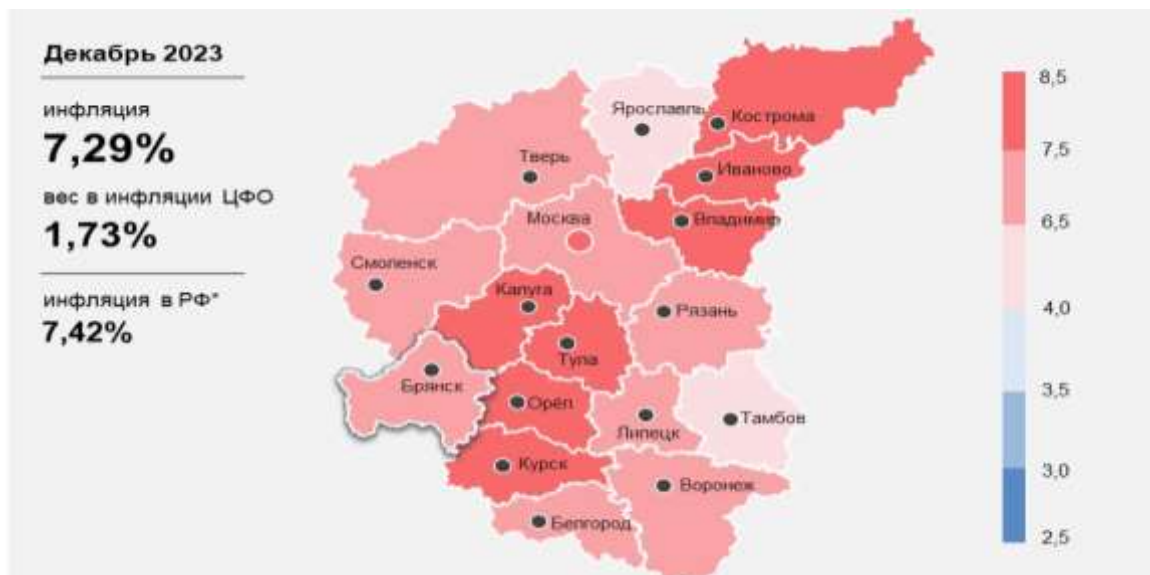 Декабрь 2023
инфляция
7,29%
вес в инфляции ЦФО
1,73%
инфляция в РФ*
7,42%
Ярославль
Кострома
Тверь
Иваново
Москва
Владимир
Смоленск
Калуга
Рязань
Тула
Брянск
Орёл
Липецк
Тамбов
Курск
Воронеж
Белгород
8,5
7,5
6,5
4,0
3,5
3,0
2,5